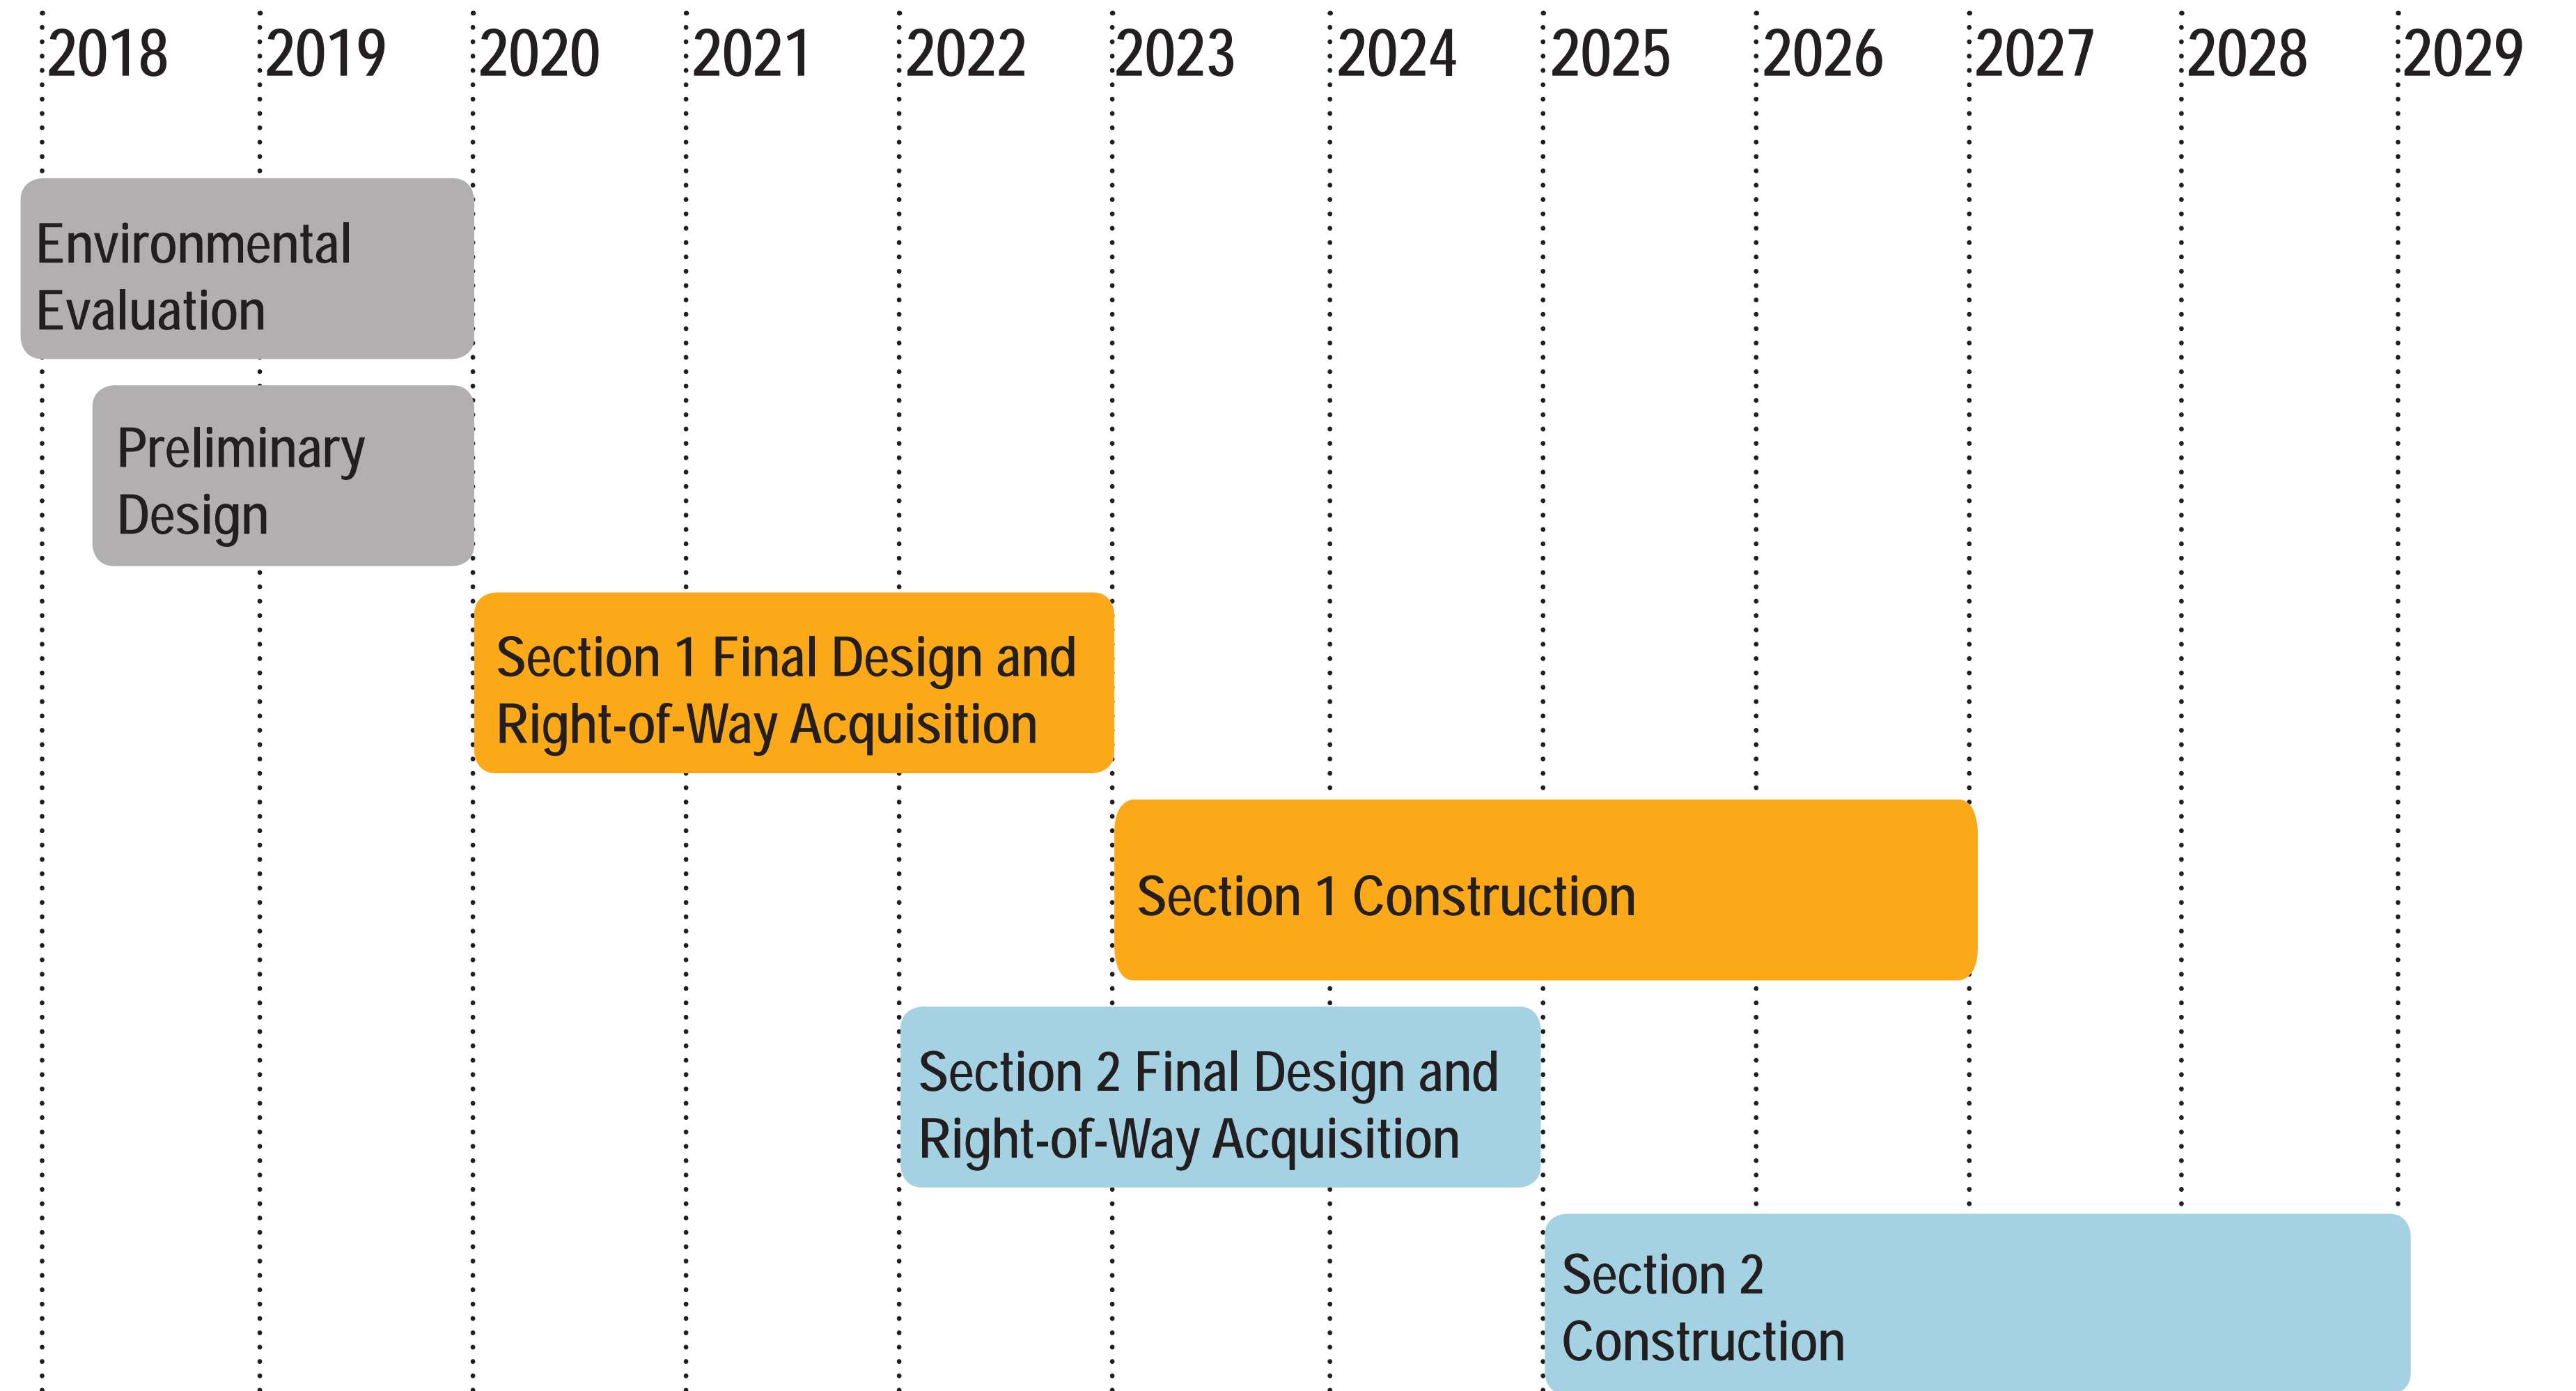 2018 2019 2020 2021 2022 2023 2024 2025 2026 2027 2028 2029
Environmental
Evaluation
Preliminary
Design
Section 1 Final Design and
Right-of-Way Acquisition
Section 1 Construction
Section 2 Final Design and
Right-of-Way Acquisition
Section 2
Construction